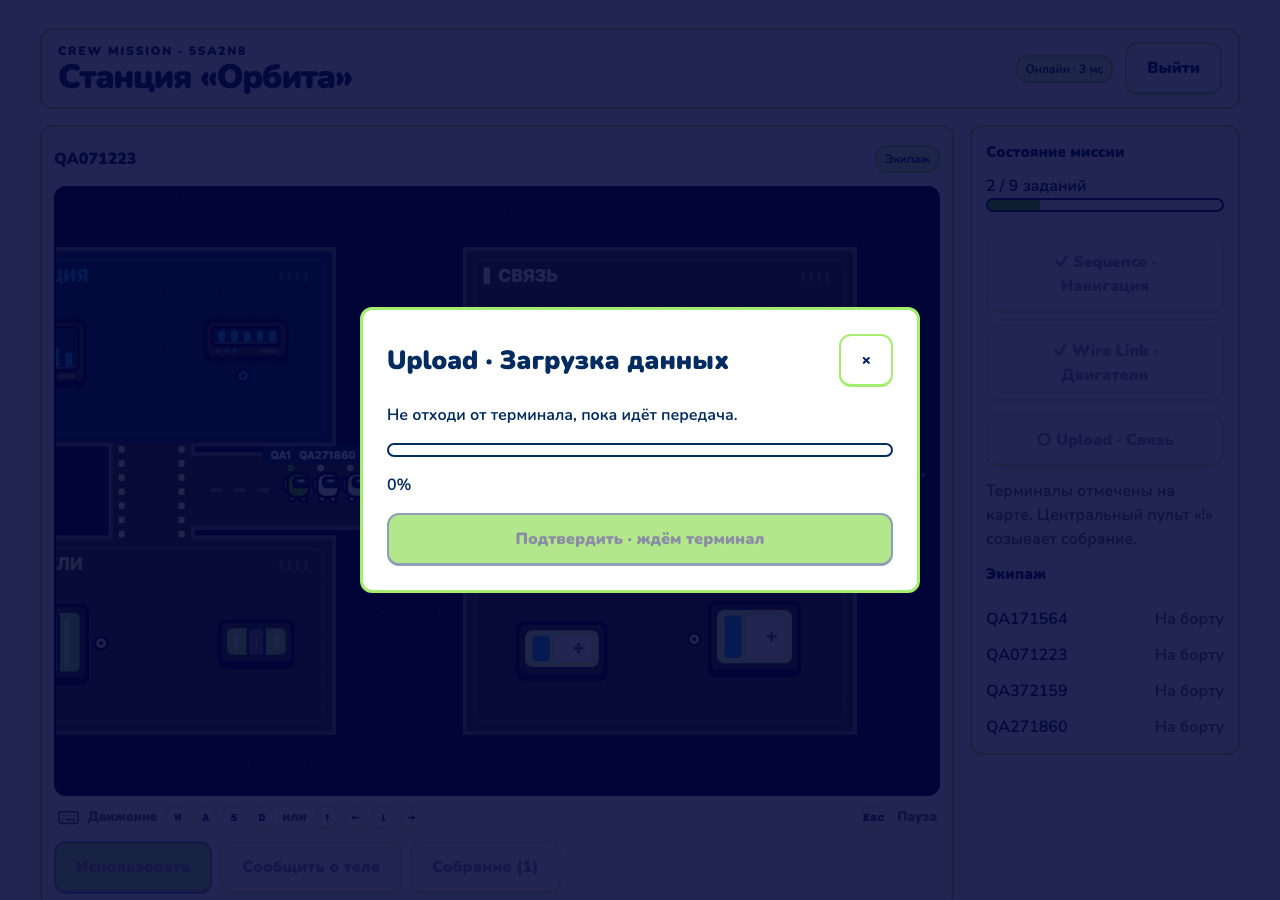 CREW MISSION · 5SA2N8
Станция «Орбита»
Онлайн · 3 мс
Выйти
QA071223
Экипаж
ЦИЯ
СВЯЗЬ
QA1 QA271860
ЛИ
Upload · Загрузка данных
×
Не отходи от терминала, пока идёт передача.
0%
Подтвердить · ждём терминал
Движение W A S D или ↑ ← ↓ →
Esc Пауза
Использовать
Сообщить о теле
Собрание (1)
Состояние миссии
2 / 9 заданий
✓ Sequence ·
Навигация
✓ Wire Link ·
Двигатели
○ Upload · Связь
Терминалы отмечены на
карте. Центральный пульт «!»
созывает собрание.
Экипаж
QA171564 На борту
QA071223 На борту
QA372159 На борту
QA271860 На борту